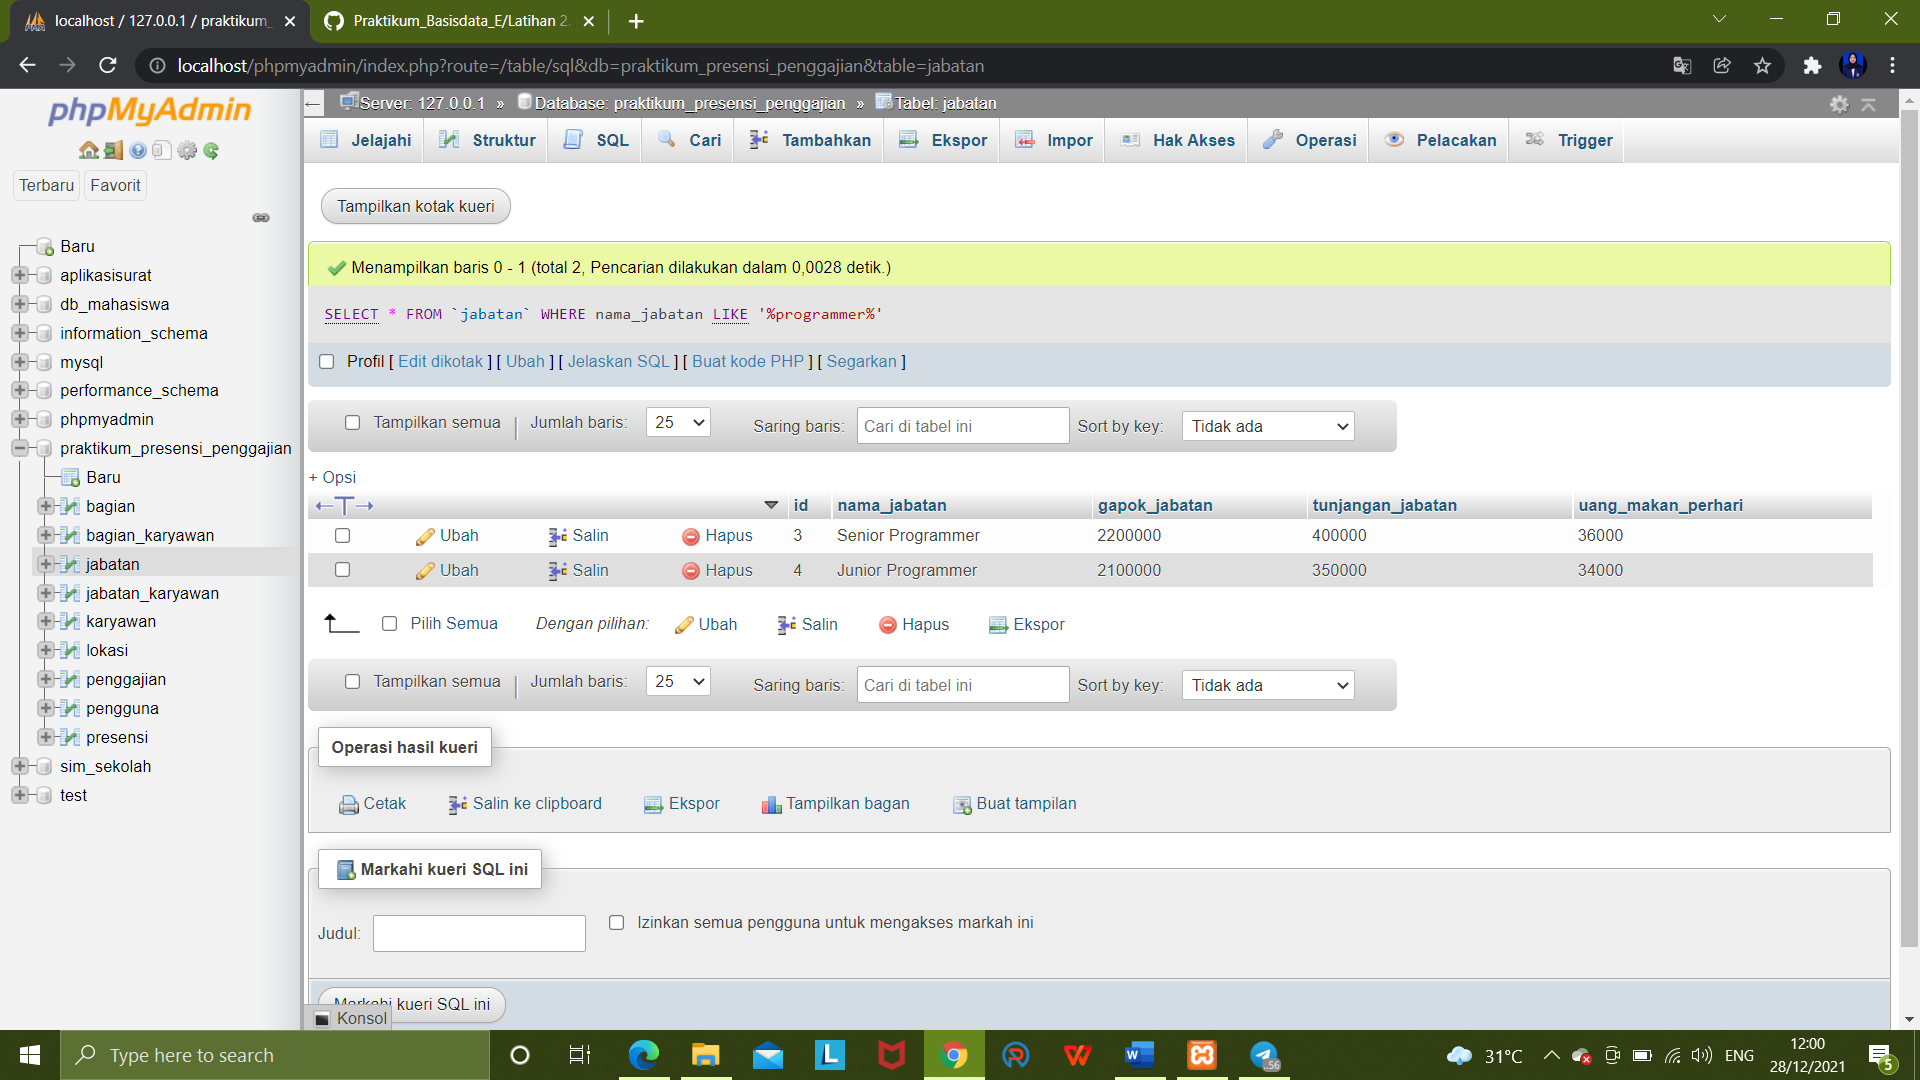 localhost / 127.0.0.1 / praktikum_
Praktikum_Basisdata_E/Latihan 2
localhost/phpmyadmin/index.php?route=/table/sql&db=praktikum_presensi_penggajian&table=jabatan
phpMyAdmin
Terbaru Favorit
Baru
aplikasisurat
db_mahasiswa
information_schema
mysql
performance_schema
phpmyadmin
praktikum_presensi_penggajian
Baru
bagian
bagian_karyawan
jabatan
jabatan_karyawan
karyawan
lokasi
penggajian
pengguna
presensi
sim_sekolah
test
Server: 127.0.0.1 » Database: praktikum_presensi_penggajian » Tabel: jabatan
Jelajahi Struktur SQL Cari Tambahkan Ekspor Impor Hak Akses Operasi Pelacakan Trigger
Tampilkan kotak kueri
Menampilkan baris 0 - 1 (total 2, Pencarian dilakukan dalam 0,0028 detik.)
SELECT * FROM `jabatan` WHERE nama_jabatan LIKE '%programmer%'
Profil [ Edit dikotak ] [ Ubah ] [ Jelaskan SQL ] [ Buat kode PHP ] [ Segarkan ]
Tampilkan semua | Jumlah baris: 25 Saring baris: Cari di tabel ini Sort by key: Tidak ada
+ Opsi
←T→ id nama_jabatan gapok_jabatan tunjangan_jabatan uang_makan_perhari
Ubah Salin Hapus 3 Senior Programmer 2200000 400000 36000
Ubah Salin Hapus 4 Junior Programmer 2100000 350000 34000
Pilih Semua Dengan pilihan: Ubah Salin Hapus Ekspor
Tampilkan semua | Jumlah baris: 25 Saring baris: Cari di tabel ini Sort by key: Tidak ada
Operasi hasil kueri
Cetak Salin ke clipboard Ekspor Tampilkan bagan Buat tampilan
Markahi kueri SQL ini
Judul: Izinkan semua pengguna untuk mengakses markah ini
Markahi kueri SQL ini
Konsol
Type here to search
31°C
ENG
12:00
28/12/2021
5
..56